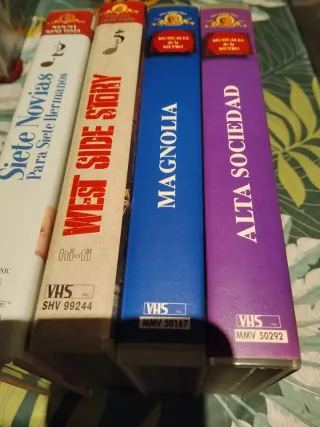 Siete Novias
Para Siete Hermanos
WEST SIDE STORY
hi-fi
VHS
SHV 99244
MUSICALES
de la
METRO
MAGNOLIA
VHS
MMV 50167
MUSICALES
de la
METRO
ALTA SOCIEDAD
VHS
MMV 50292